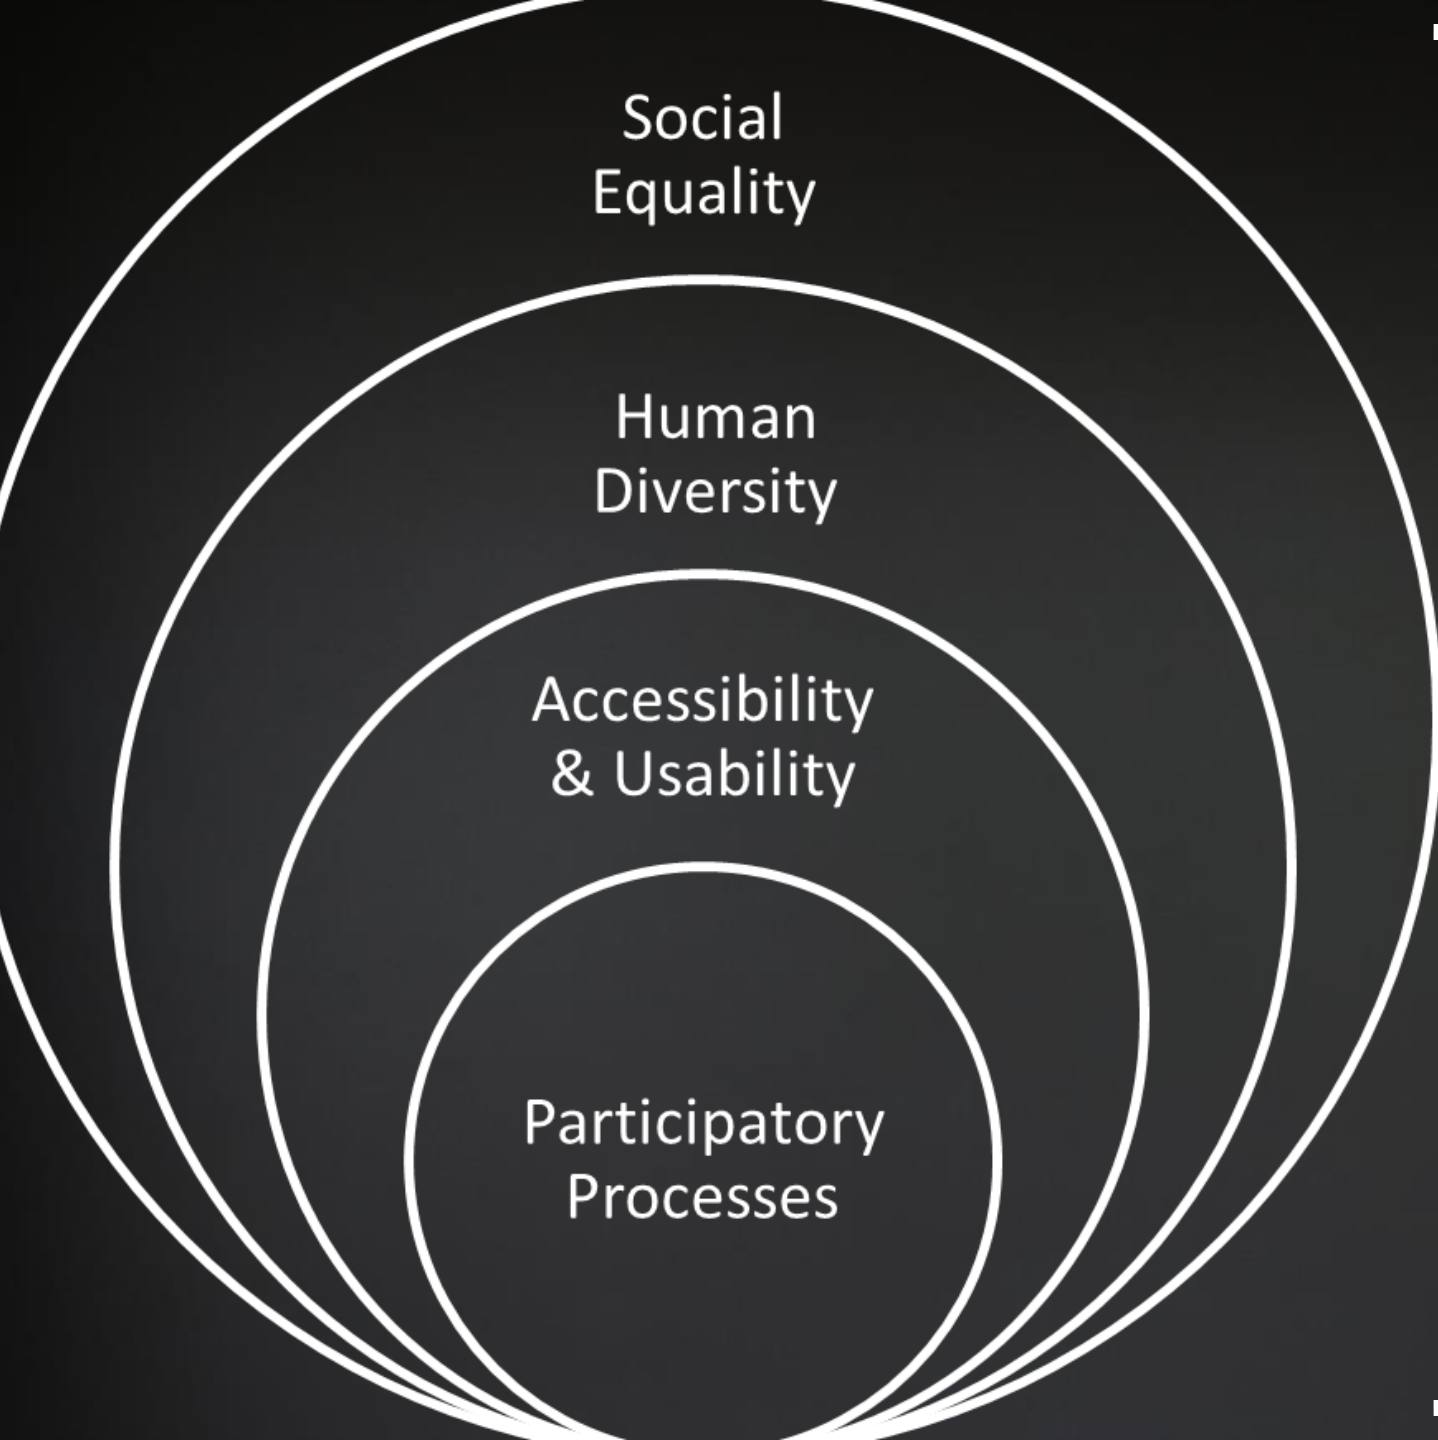 Social
Equality
Human
Diversity
Accessibility
& Usability
Participatory
Processes